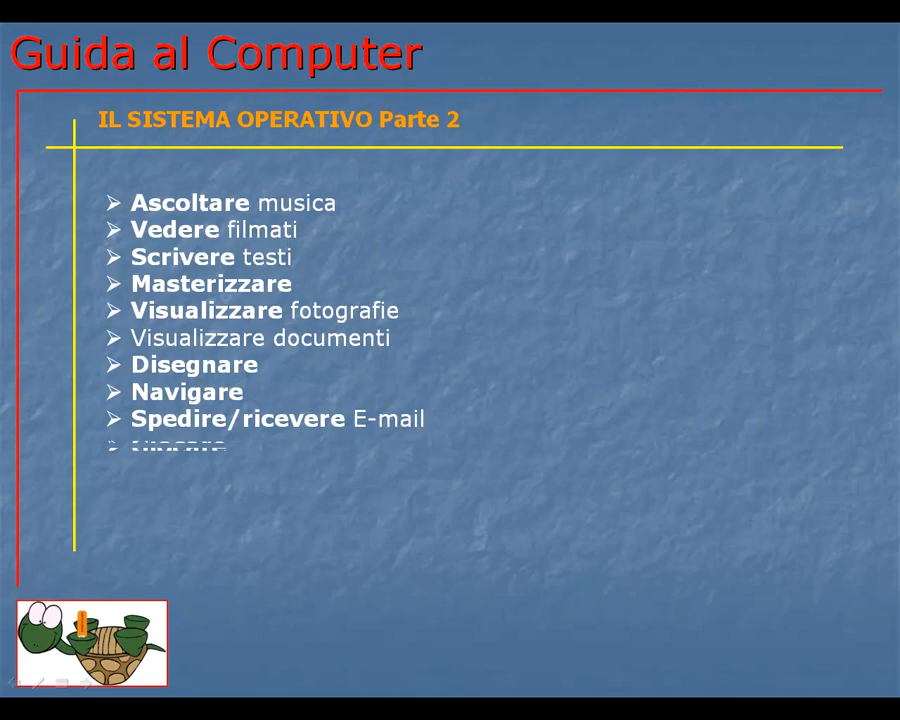 Guida al Computer
IL SISTEMA OPERATIVO Parte 2
Ascoltare musica
Vedere filmati
Scrivere testi
Masterizzare
Visualizzare fotografie
Visualizzare documenti
Disegnare
Navigare
Spedire/ricevere E-mail